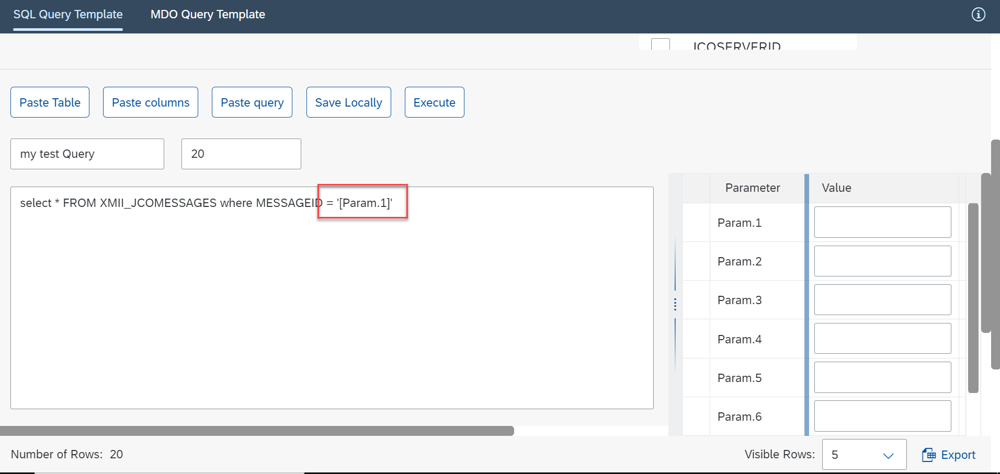 SQL Query Template
MDO Query Template
JCOSERVERID
Paste Table
Paste columns
Paste query
Save Locally
Execute
my test Query
20
select * FROM XMII_JCOMESSAGES where MESSAGEID = '[Param.1]'
Parameter
Value
Param.1
Param.2
Param.3
Param.4
Param.5
Param.6
Number of Rows: 20
Visible Rows:
5
Export